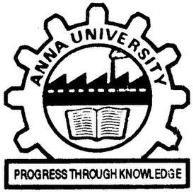 ANNA UNIVERSITY
PROGRESS THROUGH KNOWLEDGE